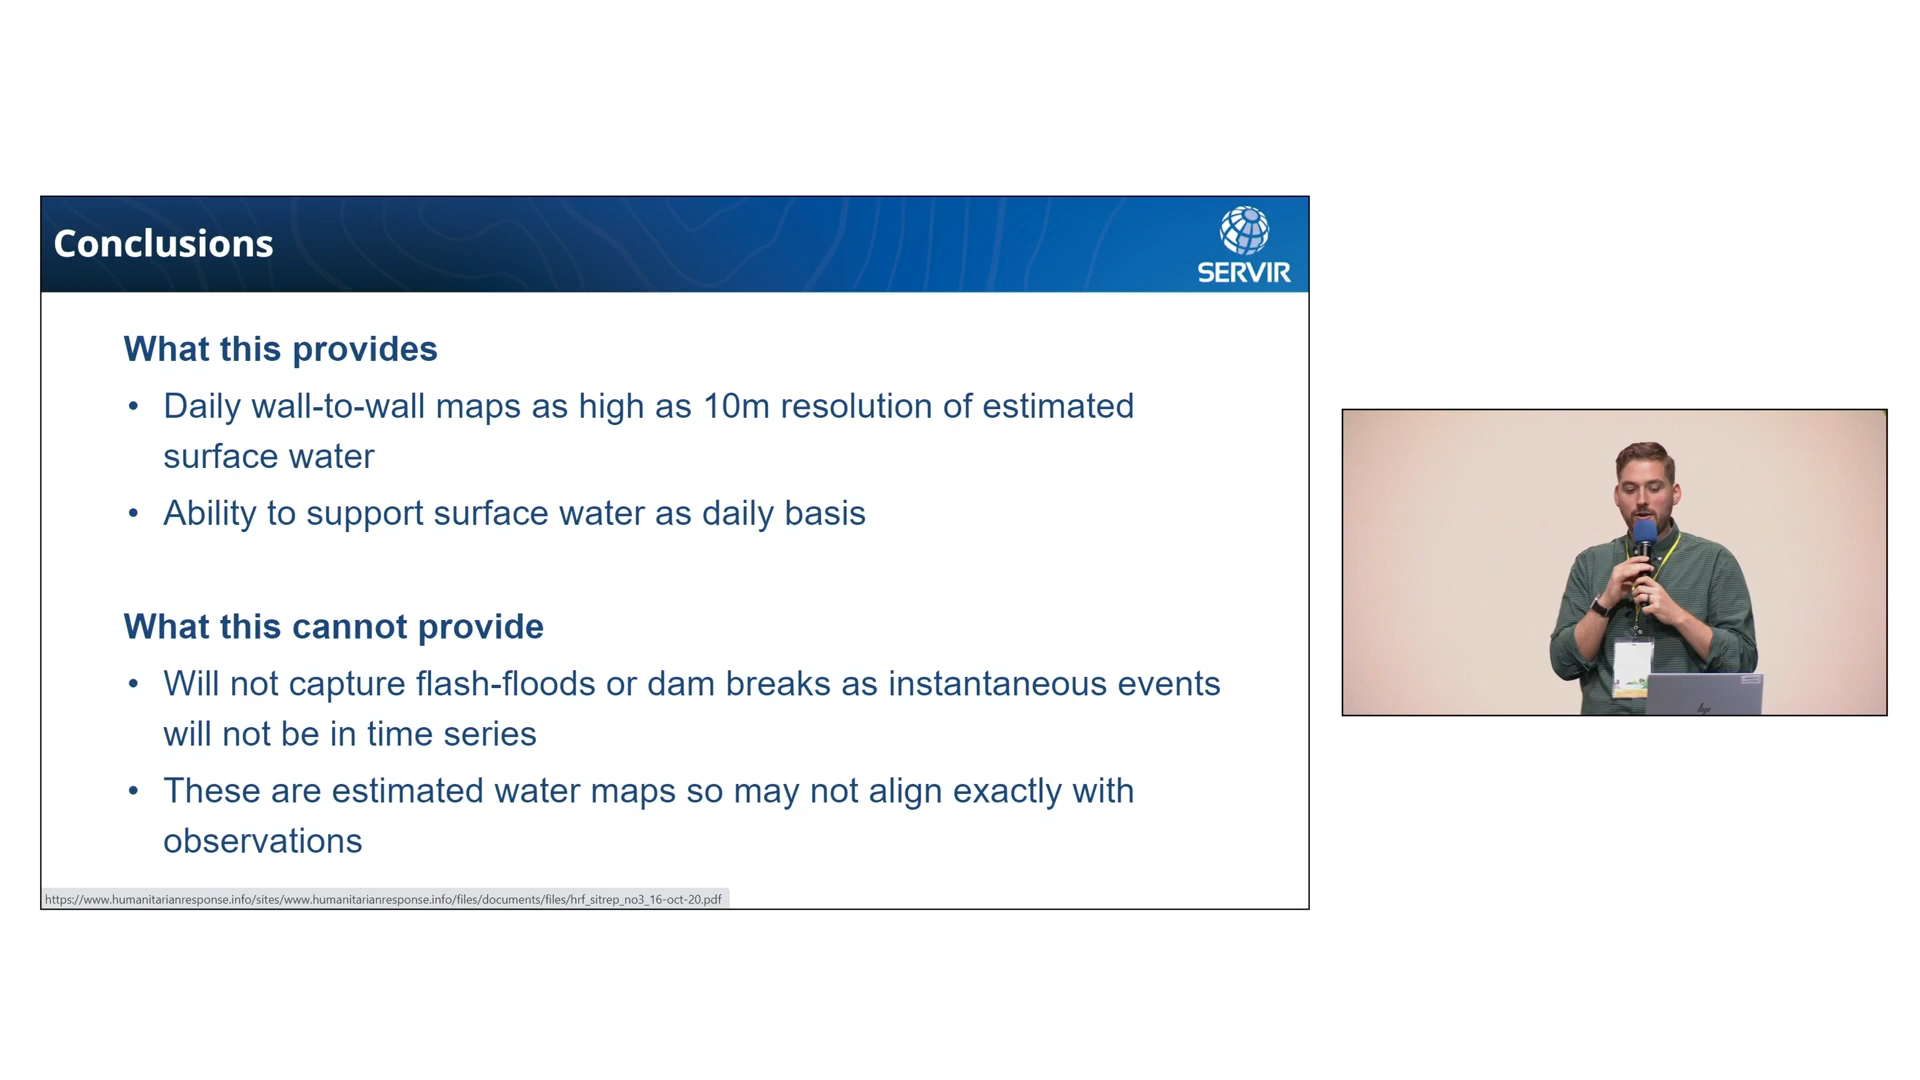 Conclusions
SERVIR
What this provides
• Daily wall-to-wall maps as high as 10m resolution of estimated
surface water
• Ability to support surface water as daily basis
What this cannot provide
• Will not capture flash-floods or dam breaks as instantaneous events
will not be in time series
• These are estimated water maps so may not align exactly with
observations
https://www.humanitarianresponse.info/sites/www.humanitarianresponse.info/files/documents/files/hrf_sitrep_no3_16-oct-20.pdf
hp